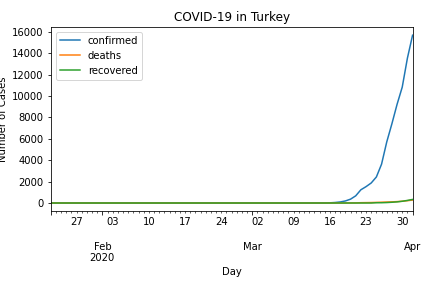 COVID-19 in Turkey
confirmed
deaths
recovered
16000
14000
12000
10000
8000
6000
4000
2000
0
Number of Cases
27 03 10 17 24 02 09 16 23 30
Feb Mar Apr
2020
Day